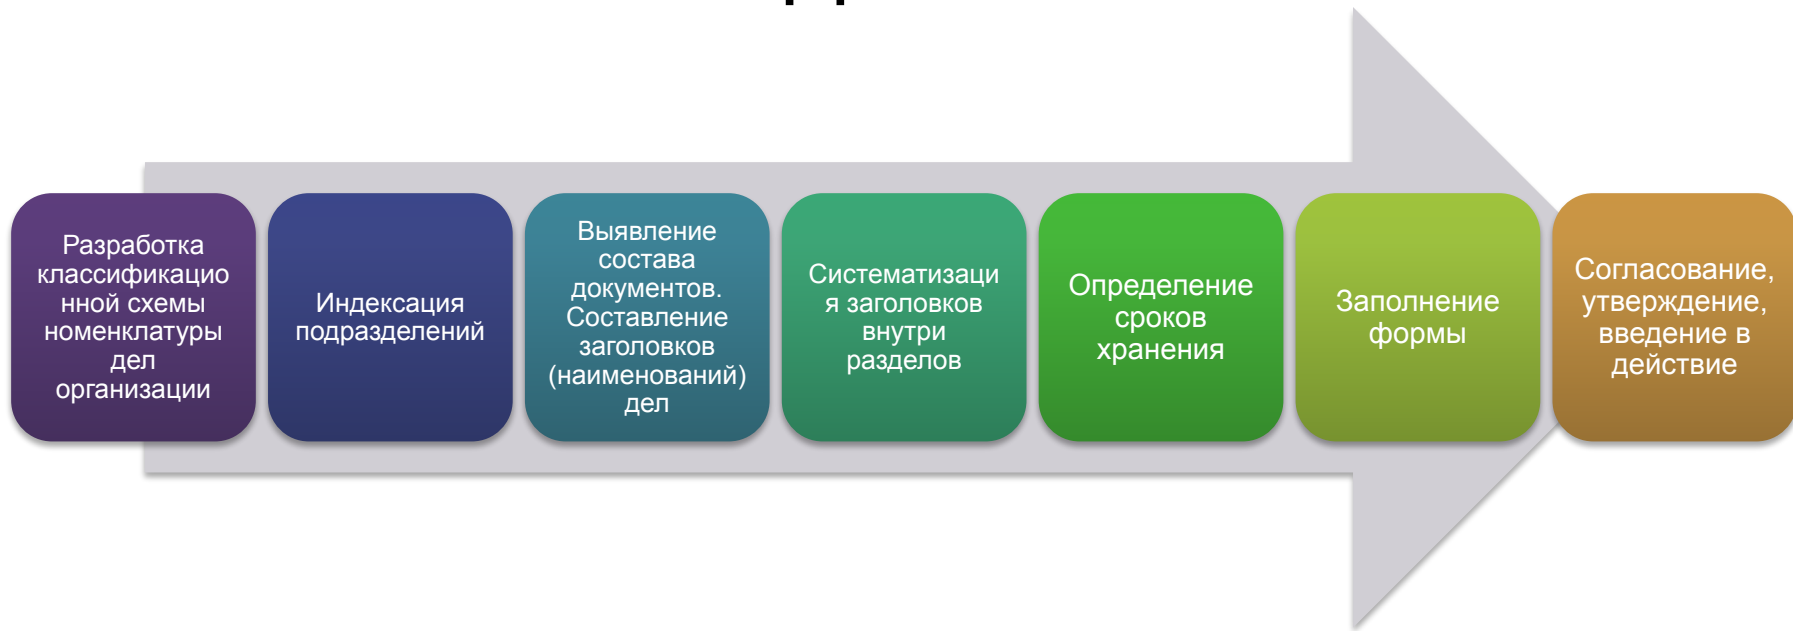 Разработка
классификацио
нной схемы
номенклатуры
дел
организации
Индексация
подразделений
Выявление
состава
документов.
Составление
заголовков
(наименований)
дел
Систематизаци
я заголовков
внутри
разделов
Определение
сроков
хранения
Заполнение
формы
Согласование,
утверждение,
введение в
действие